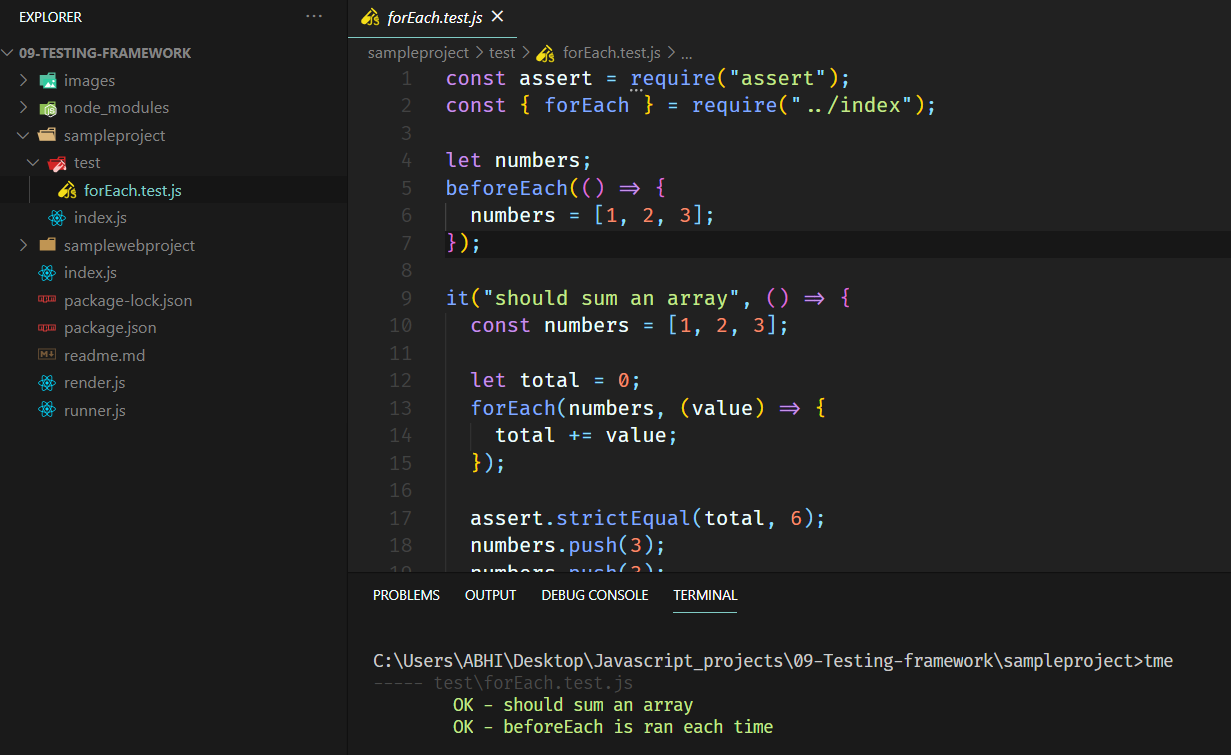 EXPLORER
...
09-TESTING-FRAMEWORK
images
node_modules
sampleproject
test
forEach.test.js
index.js
samplewebproject
index.js
package-lock.json
package.json
readme.md
render.js
runner.js
forEach.test.js
sampleproject > test > forEach.test.js > ...
1 const assert = require("assert");
2 const { forEach } = require("../index");
3
4 let numbers;
5 beforeEach(() => {
6   numbers = [1, 2, 3];
7 });
8
9 it("should sum an array", () => {
10   const numbers = [1, 2, 3];
11
12   let total = 0;
13   forEach(numbers, (value) => {
14     total += value;
15   });
16
17   assert.strictEqual(total, 6);
18   numbers.push(3);
19   numbers.push(3);
PROBLEMS OUTPUT DEBUG CONSOLE TERMINAL
C:\Users\ABHI\Desktop\Javascript_projects\09-Testing-framework\sampleproject>tme
----- test\forEach.test.js
OK - should sum an array
OK - beforeEach is ran each time